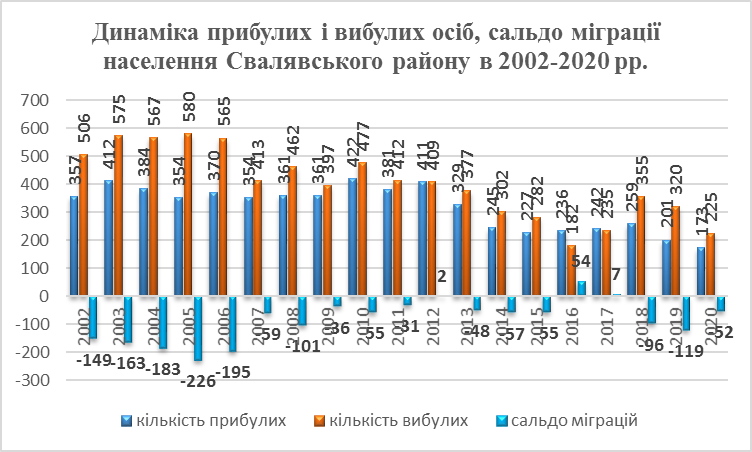 Динаміка прибулих і вибулих осіб, сальдо міграції
населення Свалявського району в 2002-2020 рр.
700
600
500
400
300
200
100
0
-100
-200
-300
357 412 384 354 370 354 361 361 422 381 411 329 245 227 236 242 259 201 173
506 575 567 580 565 413 462 397 477 412 409 377 302 282 182 235 355 320 225
-149 -163 -183 -226 -195 59 -101 36 55 31 2 -48 57 55 54 7 -96 -119 52
2002 2003 2004 2005 2006 2007 2008 2009 2010 2011 2012 2013 2014 2015 2016 2017 2018 2019 2020
кількість прибулих кількість вибулих сальдо міграцій